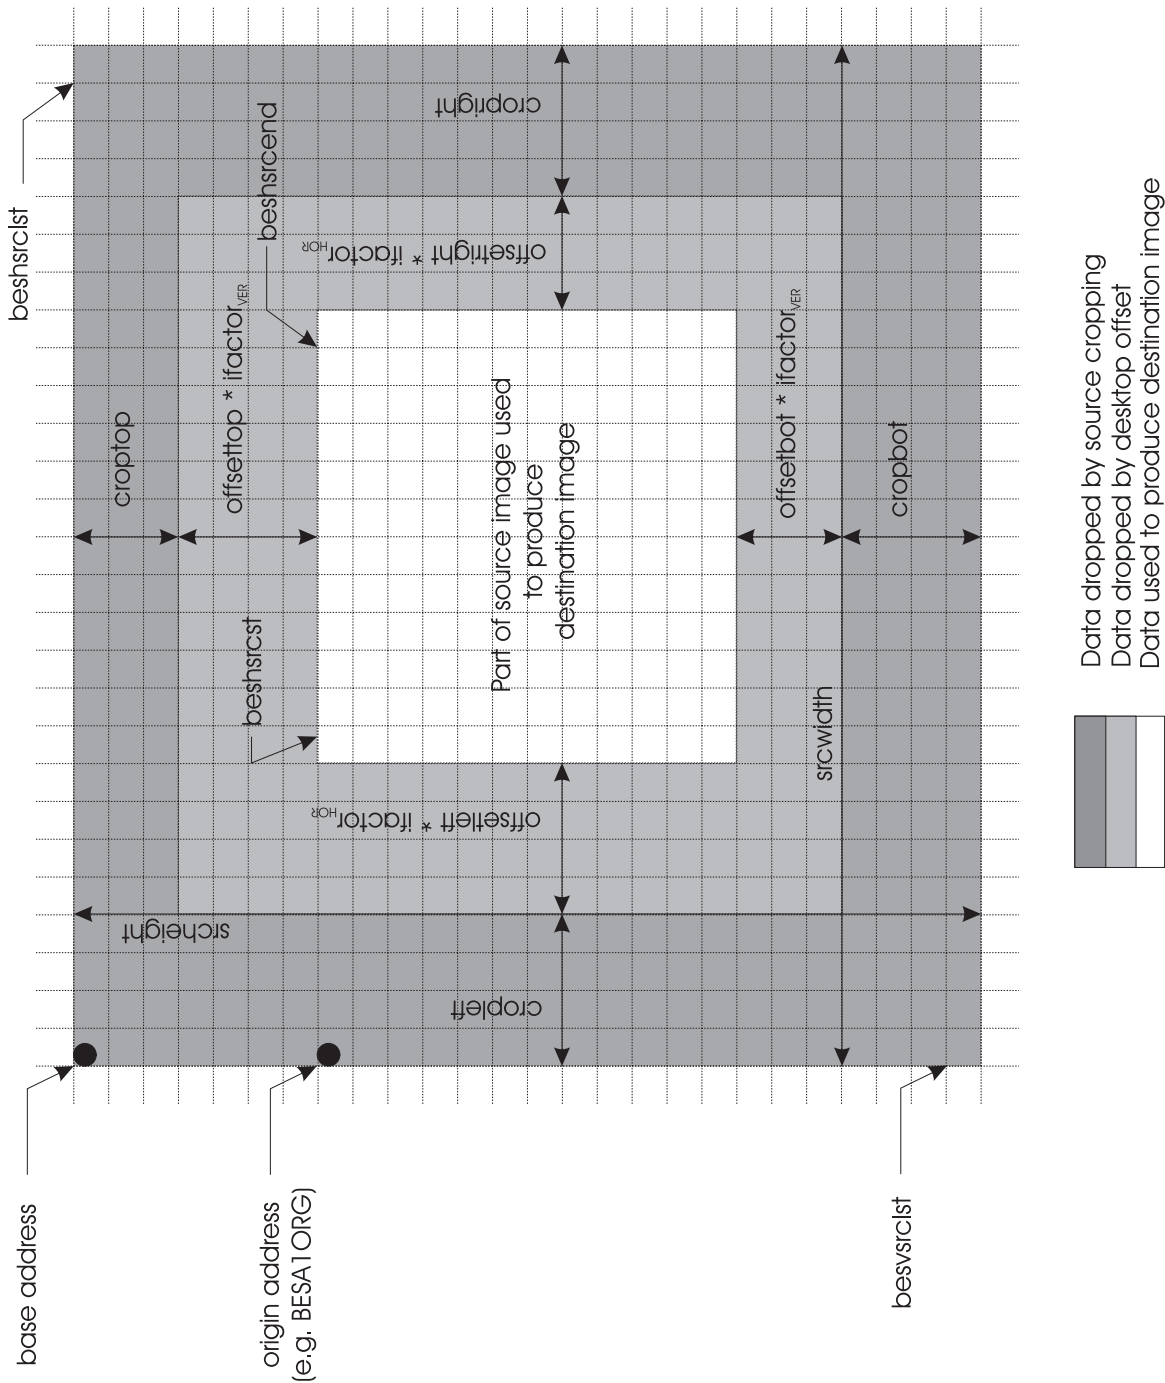 base address
origin address
(e.g. BESA1ORG)
besvsrclst
beshsrclst
srcheight
cropleft
croptop
cropright
offsettop * ifactorVER
beshsrcst
beshsrcend
offsetleft * ifactorHOR
Part of source image used
to produce
destination image
offsetright * ifactorHOR
offsetbot * ifactorVER
srcwidth
cropbot
Data dropped by source cropping
Data dropped by desktop offset
Data used to produce destination image